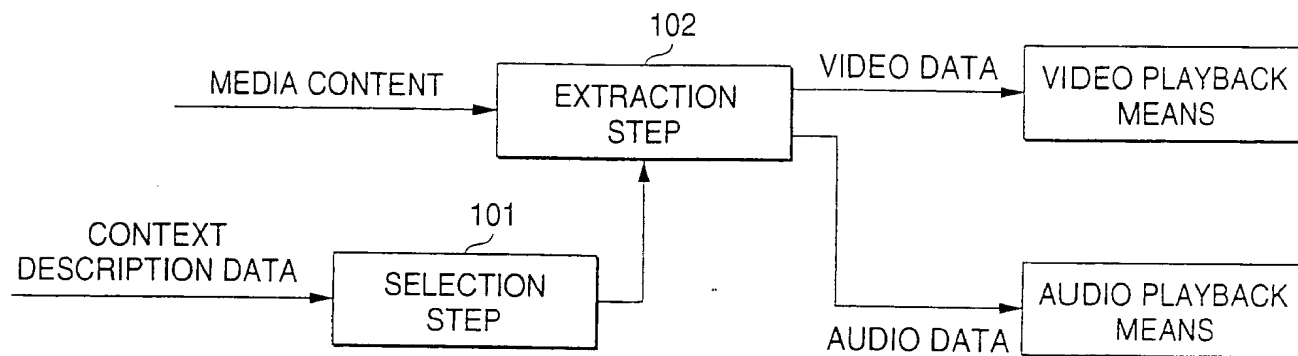 102
MEDIA CONTENT
EXTRACTION
STEP
VIDEO DATA
VIDEO PLAYBACK
MEANS
101
CONTEXT
DESCRIPTION DATA
SELECTION
STEP
AUDIO DATA
AUDIO PLAYBACK
MEANS